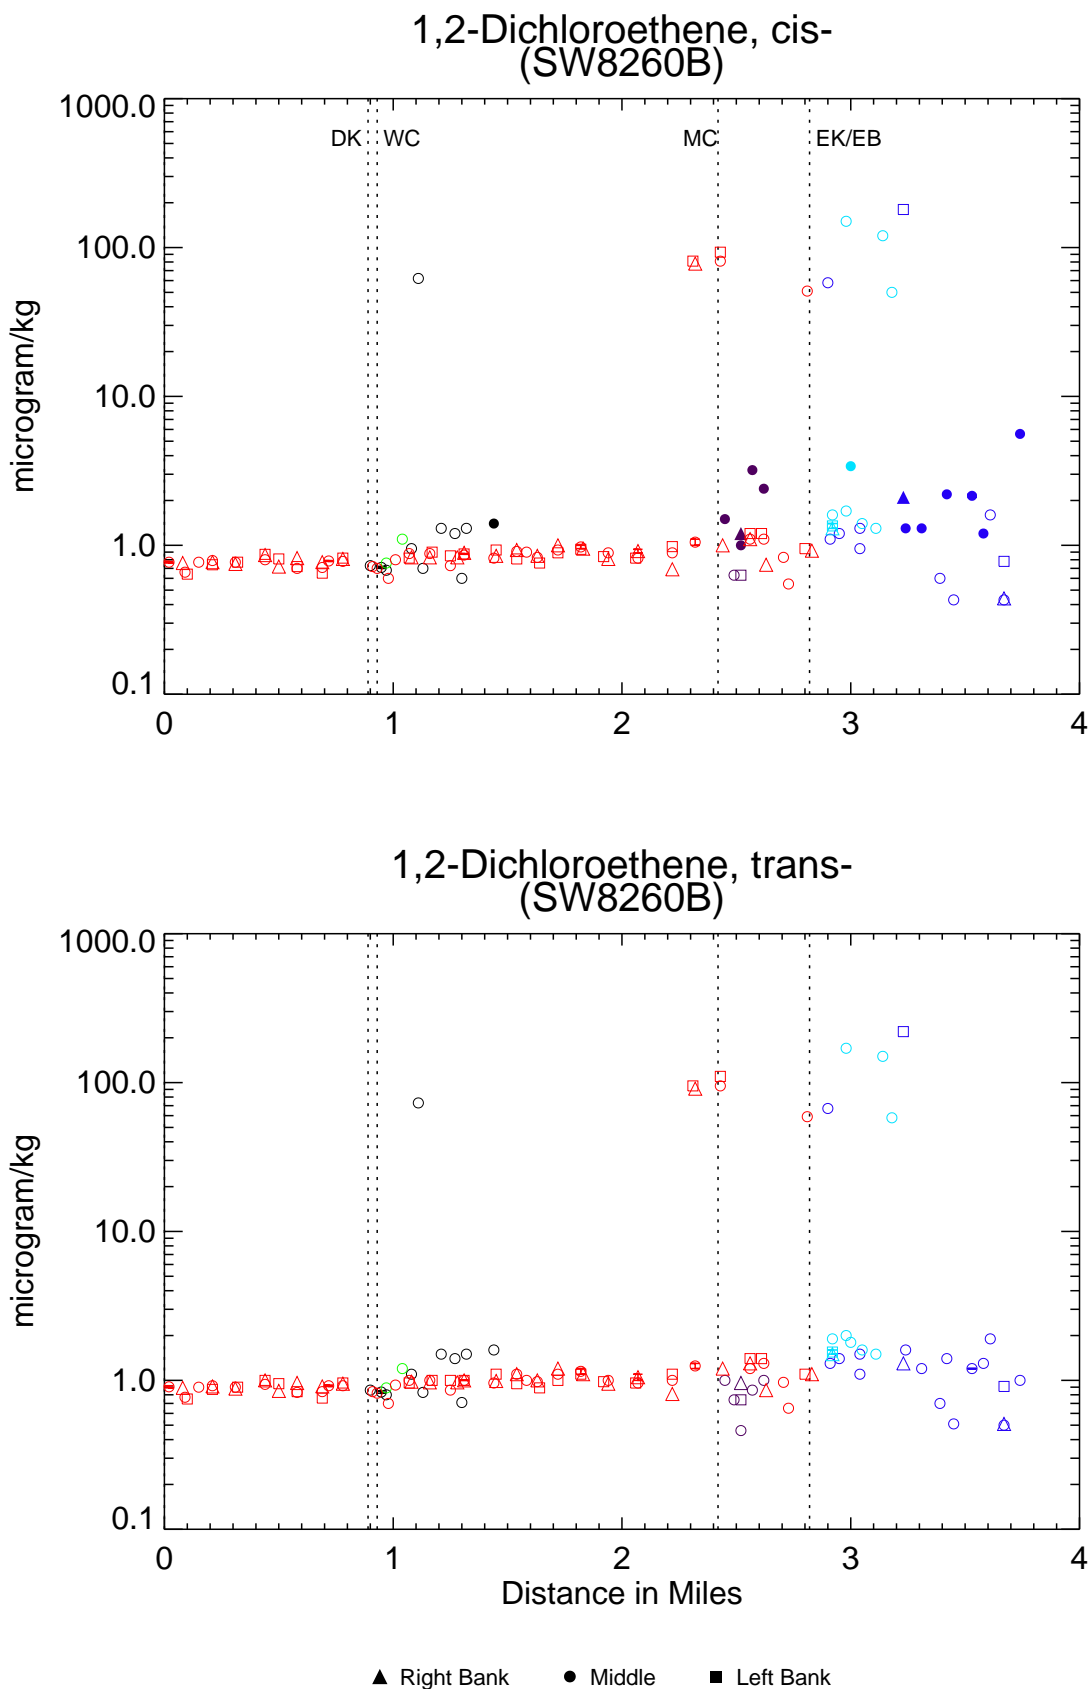 1,2-Dichloroethene, cis-
(SW8260B)
1000.0
DK WC MC EK/EB
100.0
microgram/kg
10.0
1.0
0.1
0 1 2 3 4
1,2-Dichloroethene, trans-
(SW8260B)
1000.0
100.0
microgram/kg
10.0
1.0
0.1
0 1 2 3 4
Distance in Miles
Right Bank Middle Left Bank